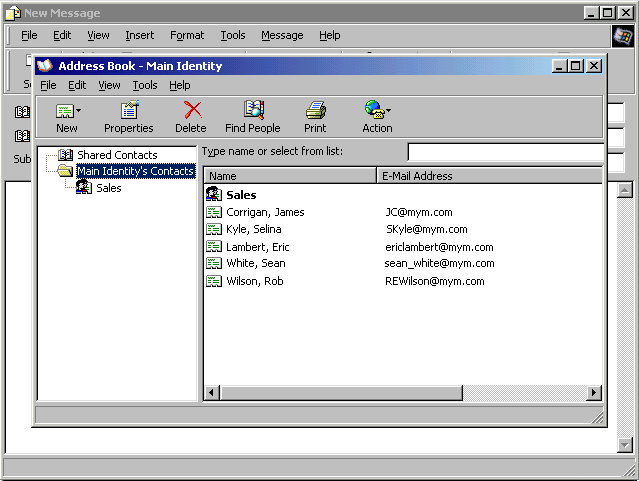 New Message
File Edit View Insert Format Tools Message Help
Address Book - Main Identity
File Edit View Tools Help
New Properties Delete Find People Print Action
Type name or select from list:
Shared Contacts
Main Identity's Contacts
Sales
Name E-Mail Address
Sales
Corrigan, James JC@mym.com
Kyle, Selina SKyle@mym.com
Lambert, Eric ericlambert@mym.com
White, Sean sean_white@mym.com
Wilson, Rob REWilson@mym.com
Sub